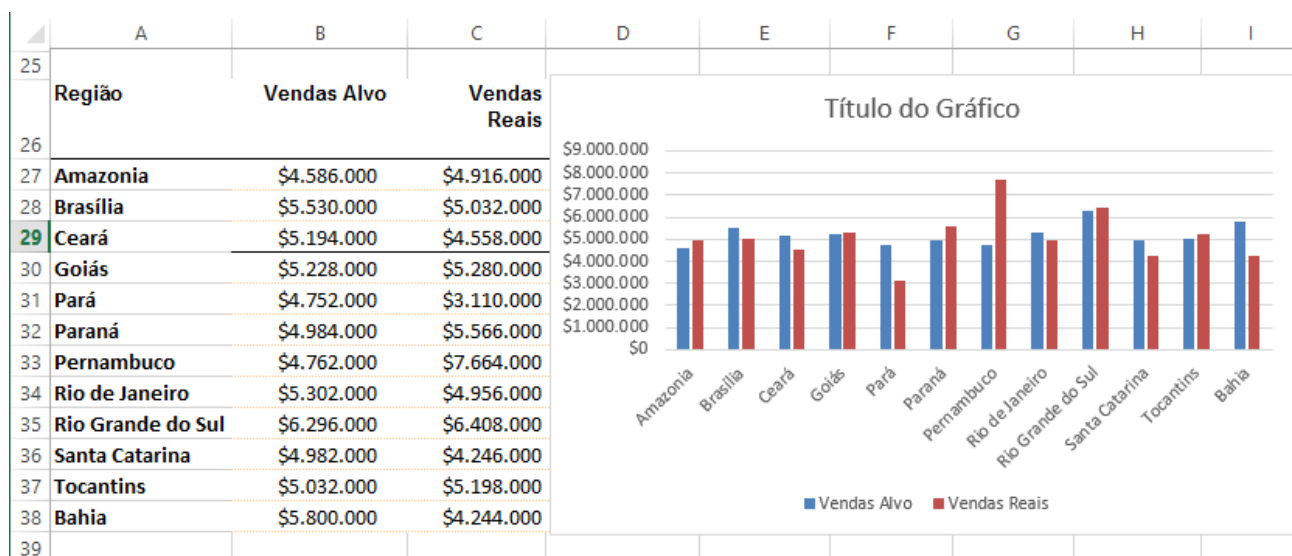 A B C D E F G H I
25
Região Vendas Alvo Vendas
Reais
26
27 Amazonia $4.586.000 $4.916.000
28 Brasília $5.530.000 $5.032.000
29 Ceará $5.194.000 $4.558.000
30 Goiás $5.228.000 $5.280.000
31 Pará $4.752.000 $3.110.000
32 Paraná $4.984.000 $5.566.000
33 Pernambuco $4.762.000 $7.664.000
34 Rio de Janeiro $5.302.000 $4.956.000
35 Rio Grande do Sul $6.296.000 $6.408.000
36 Santa Catarina $4.982.000 $4.246.000
37 Tocantins $5.032.000 $5.198.000
38 Bahia $5.800.000 $4.244.000
39
Título do Gráfico
$9.000.000
$8.000.000
$7.000.000
$6.000.000
$5.000.000
$4.000.000
$3.000.000
$2.000.000
$1.000.000
$0
Amazonia
Brasília
Ceará
Goiás
Pará
Paraná
Pernambuco
Rio de Janeiro
Rio Grande do Sul
Santa Catarina
Tocantins
Bahia
Vendas Alvo Vendas Reais